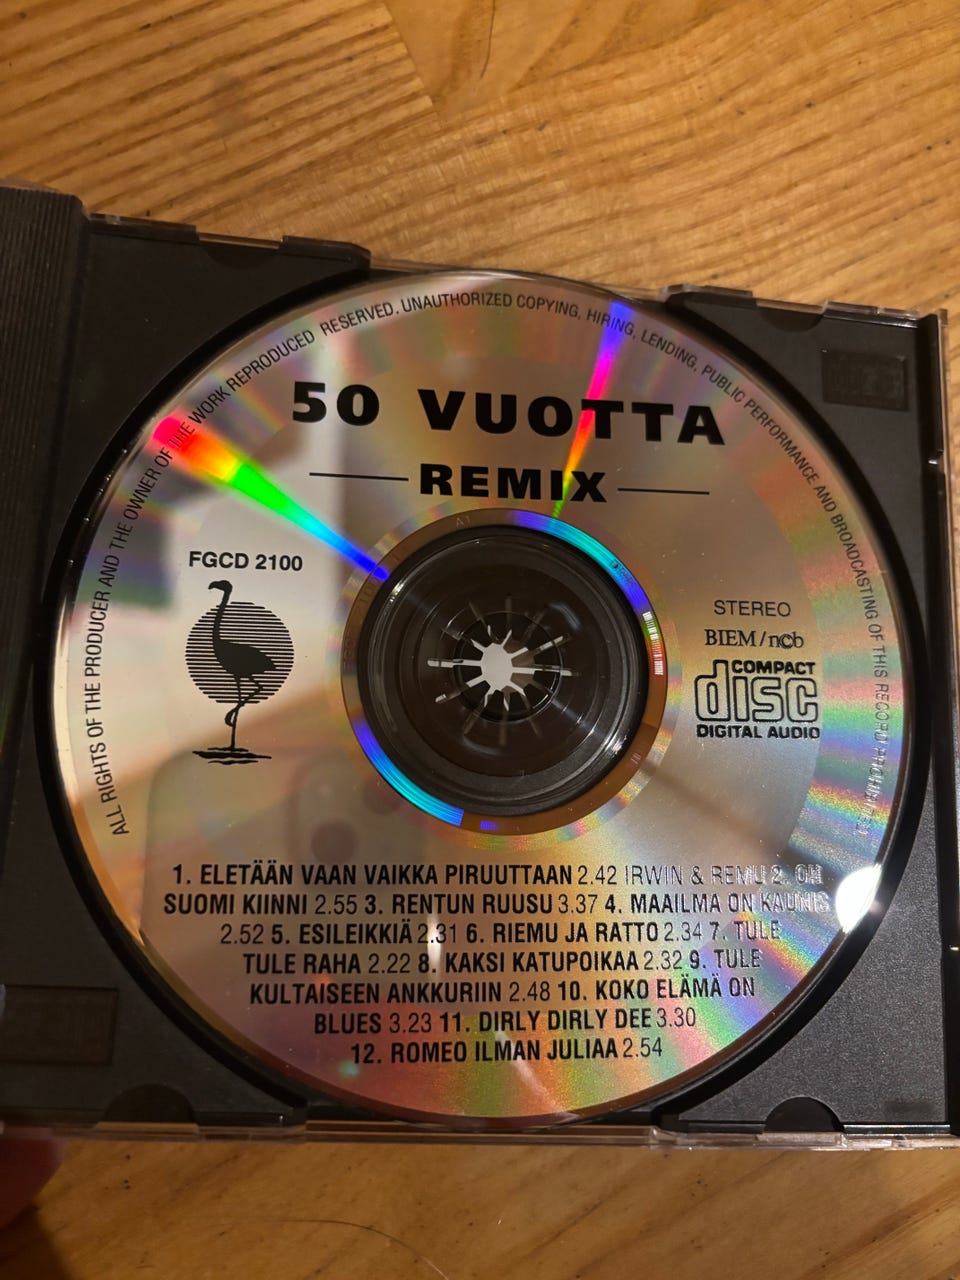 ALL RIGHTS OF THE PRODUCER AND THE OWNER OF THE WORK REPRODUCED RESERVED. UNAUTHORIZED COPYING, HIRING, LENDING, PUBLIC PERFORMANCE AND BROADCASTING OF THIS RECORD PROHIBITED
50 VUOTTA
REMIX
FGCD 2100
STEREO
BIEM/ncb
COMPACT
disc
DIGITAL AUDIO
1. ELETÄÄN VAAN VAIKKA PIRUUTTAAN 2.42 IRWIN & REMU 2. OH
SUOMI KIINNI 2.55 3. RENTUN RUUSU 3.37 4. MAAILMA ON KAUNIS
2.52 5. ESILEIKKIÄ 2.31 6. RIEMU JA RATTO 2.34 7. TULE
TULE RAHA 2.22 8. KAKSI KATUPOIKAA 2.32 9. TULE
KULTAISEEN ANKKURIIN 2.48 10. KOKO ELÄMÄ ON
BLUES 3.23 11. DIRLY DIRLY DEE 3.30
12. ROMEO ILMAN JULIAA 2.54